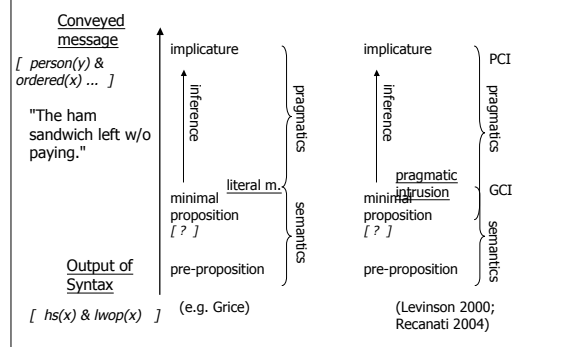 Conveyed
message
[ person(y) &
ordered(x) ... ]
"The ham
sandwich left w/o
paying."
Output of
Syntax
[ hs(x) & lwop(x) ]
implicature
inference
pragmatics
literal m.
minimal
proposition
[ ? ]
semantics
pre-proposition
(e.g. Grice)
implicature
PCI
inference
pragmatics
pragmatic
intrusion
GCI
minimal
proposition
[ ? ]
semantics
pre-proposition
(Levinson 2000;
Recanati 2004)